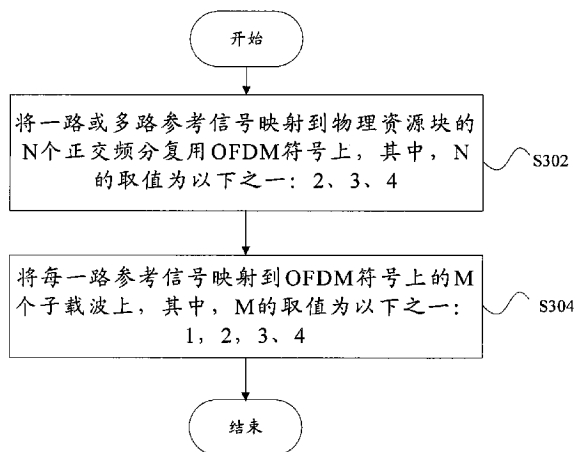 开始
将一路或多路参考信号映射到物理资源块的
N个正交频分复用OFDM符号上，其中，N
的取值为以下之一：2、3、4
S302
将每一路参考信号映射到OFDM符号上的M
个子载波上，其中，M的取值为以下之一：
1，2，3、4
S304
结束